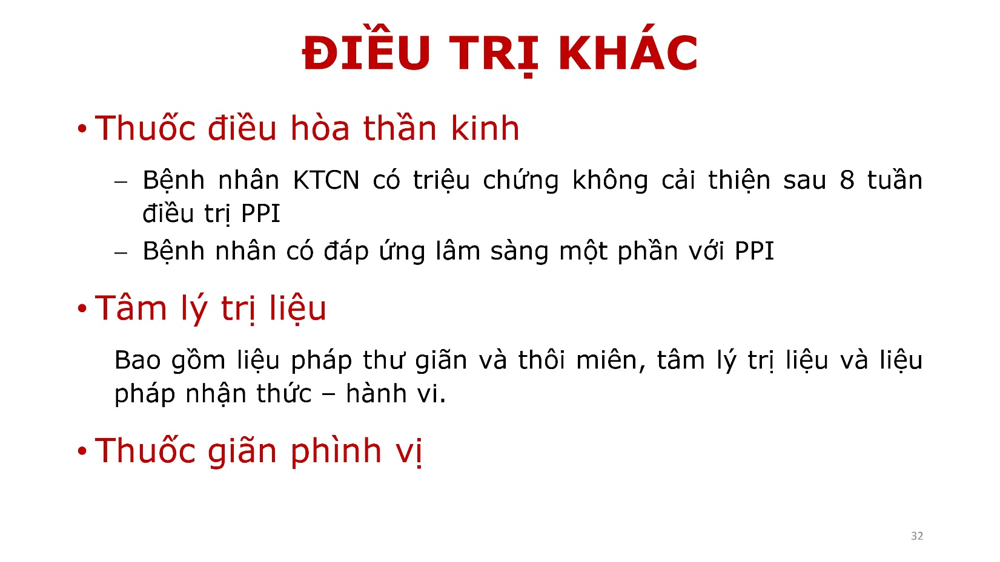 ĐIỀU TRỊ KHÁC
• Thuốc điều hòa thần kinh
– Bệnh nhân KTCN có triệu chứng không cải thiện sau 8 tuần
điều trị PPI
– Bệnh nhân có đáp ứng lâm sàng một phần với PPI
• Tâm lý trị liệu
Bao gồm liệu pháp thư giãn và thôi miên, tâm lý trị liệu và liệu
pháp nhận thức – hành vi.
• Thuốc giãn phình vị
32